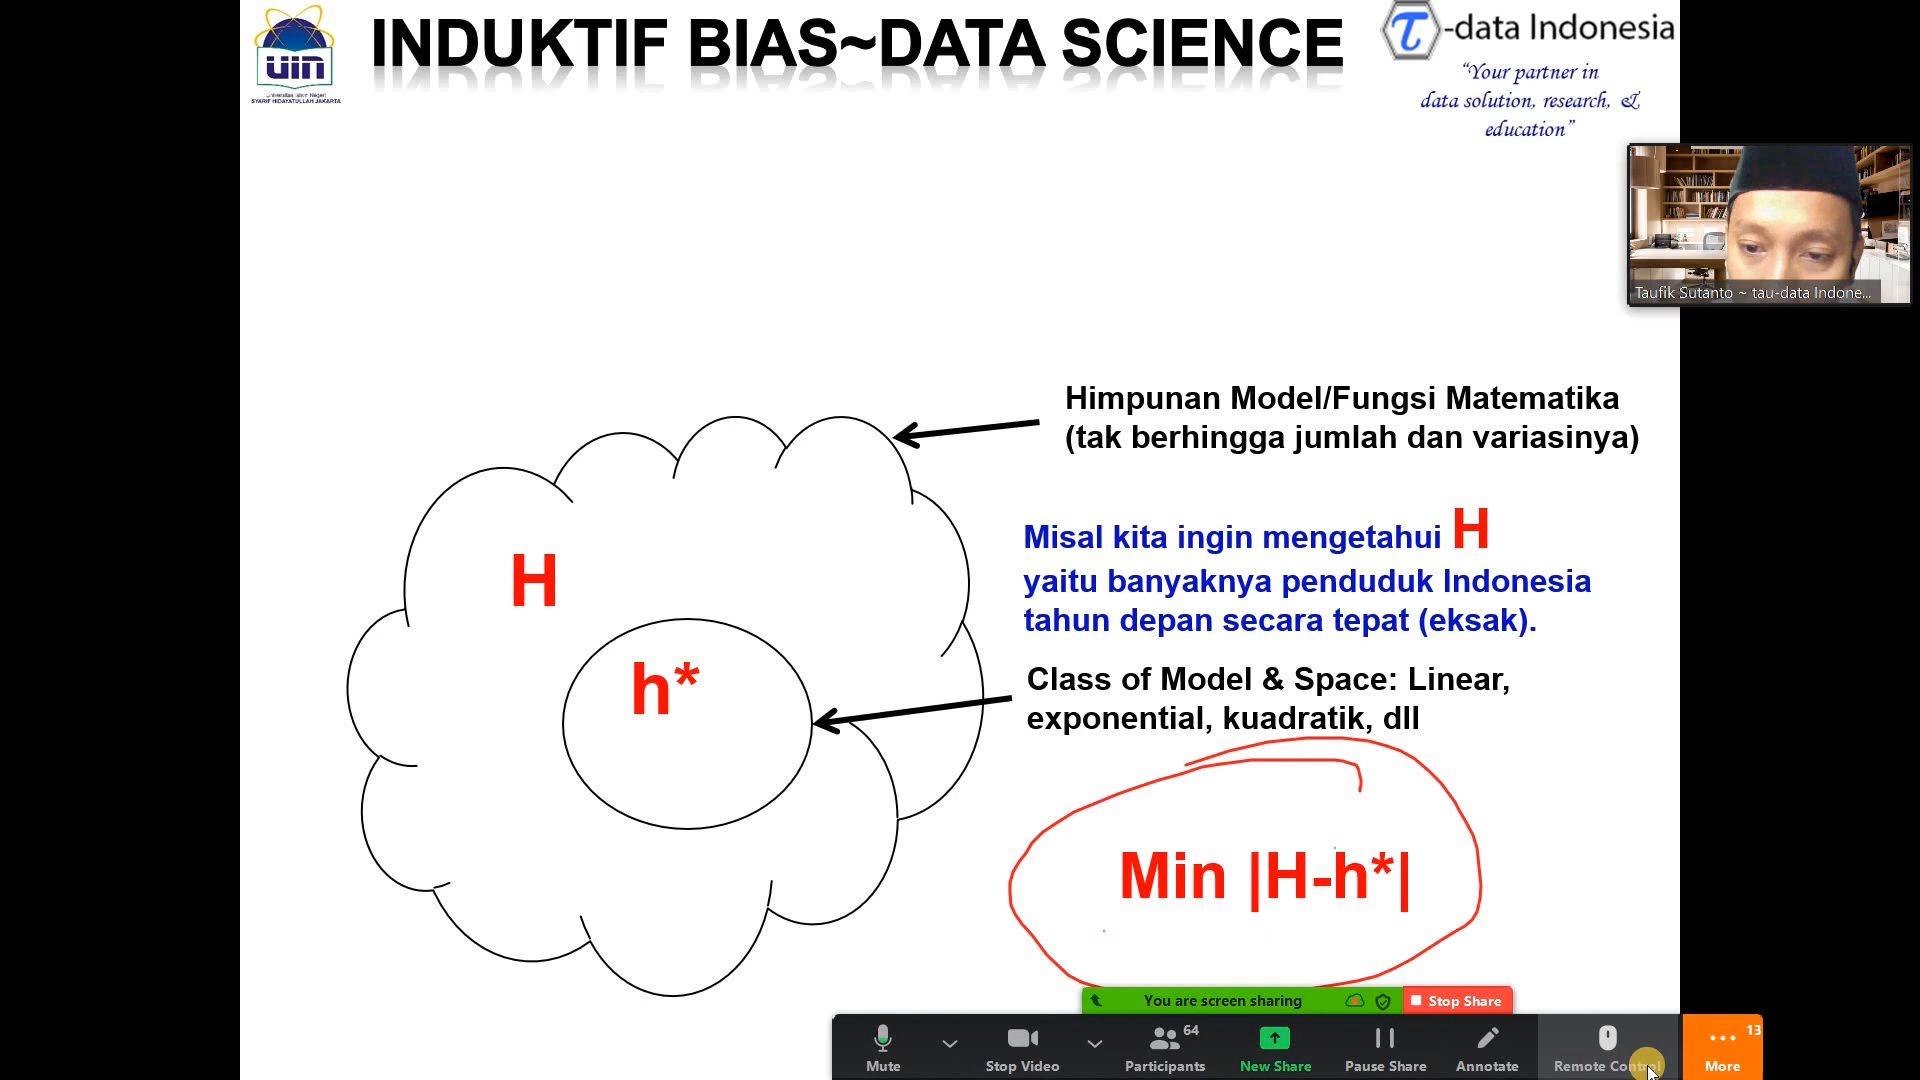 INDUKTIF BIAS~DATA SCIENCE
uin
Universitas Islam Negeri
SYARIF HIDAYATULLAH JAKARTA
τ-data Indonesia
“Your partner in
data solution, research, &
education”
Taufik Sutanto ~ tau-data Indone...
Himpunan Model/Fungsi Matematika
(tak berhingga jumlah dan variasinya)
Misal kita ingin mengetahui H
yaitu banyaknya penduduk Indonesia
tahun depan secara tepat (eksak).
H
h*
Class of Model & Space: Linear,
exponential, kuadratik, dll
Min |H-h*|
You are screen sharing
Stop Share
Mute
Stop Video
64
Participants
New Share
Pause Share
Annotate
Remote Control
13
More